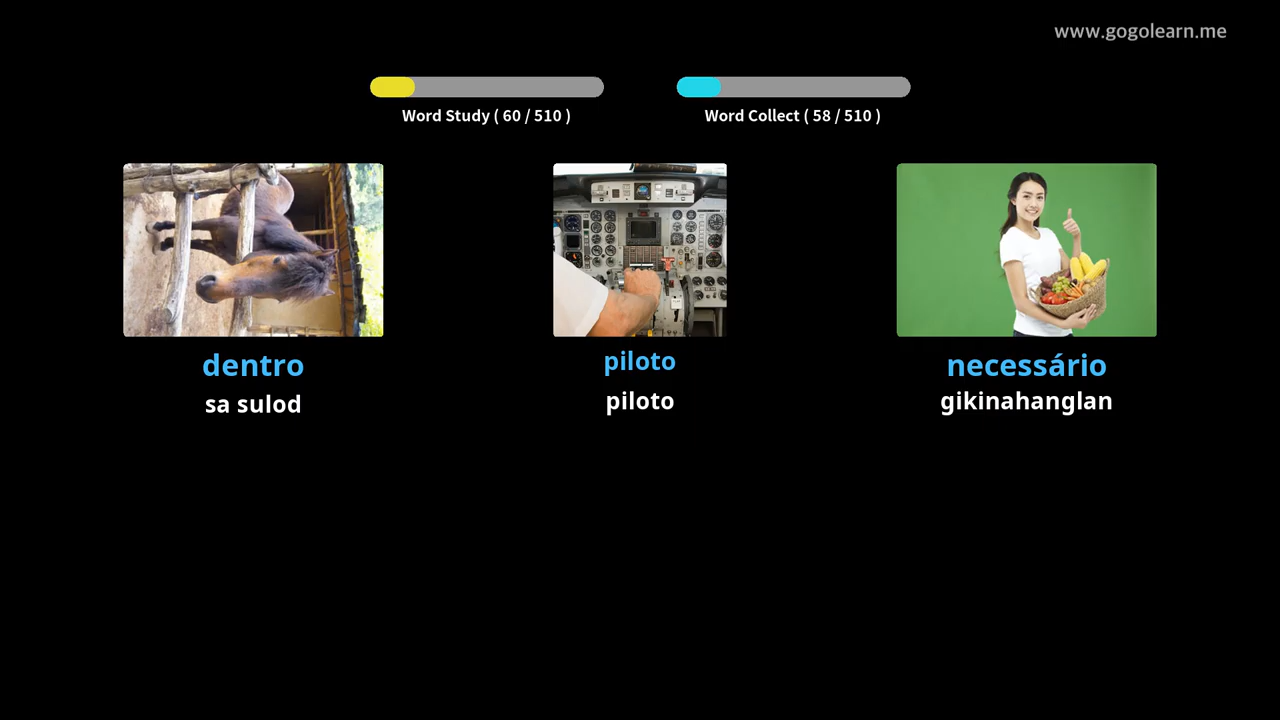 www.gogolearn.me
Word Study ( 60 / 510 )
Word Collect ( 58 / 510 )
dentro
sa sulod
piloto
piloto
necessário
gikinahanglan